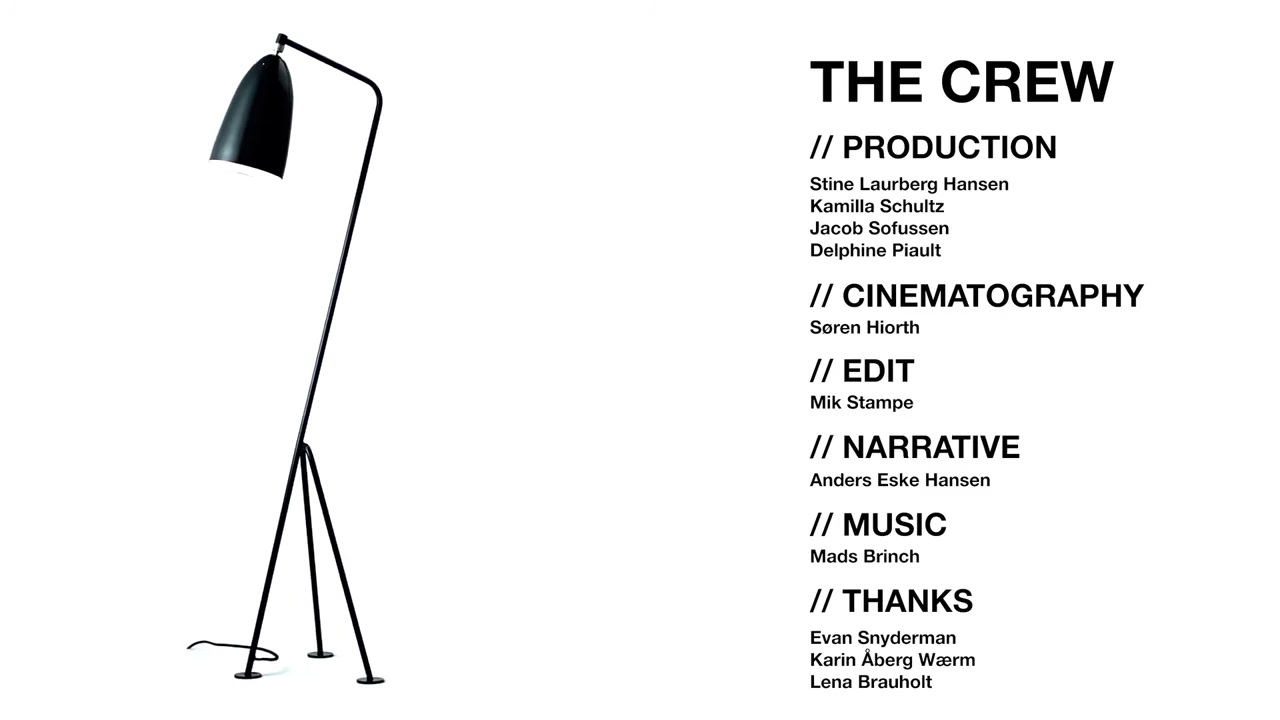 THE CREW
// PRODUCTION
Stine Laurberg Hansen
Kamilla Schultz
Jacob Sofussen
Delphine Piault
// CINEMATOGRAPHY
Søren Hiorth
// EDIT
Mik Stampe
// NARRATIVE
Anders Eske Hansen
// MUSIC
Mads Brinch
// THANKS
Evan Snyderman
Karin Åberg Wærm
Lena Brauholt